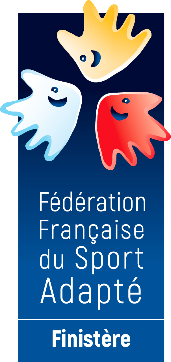 Fédération
Française
du Sport
Adapté
Finistère